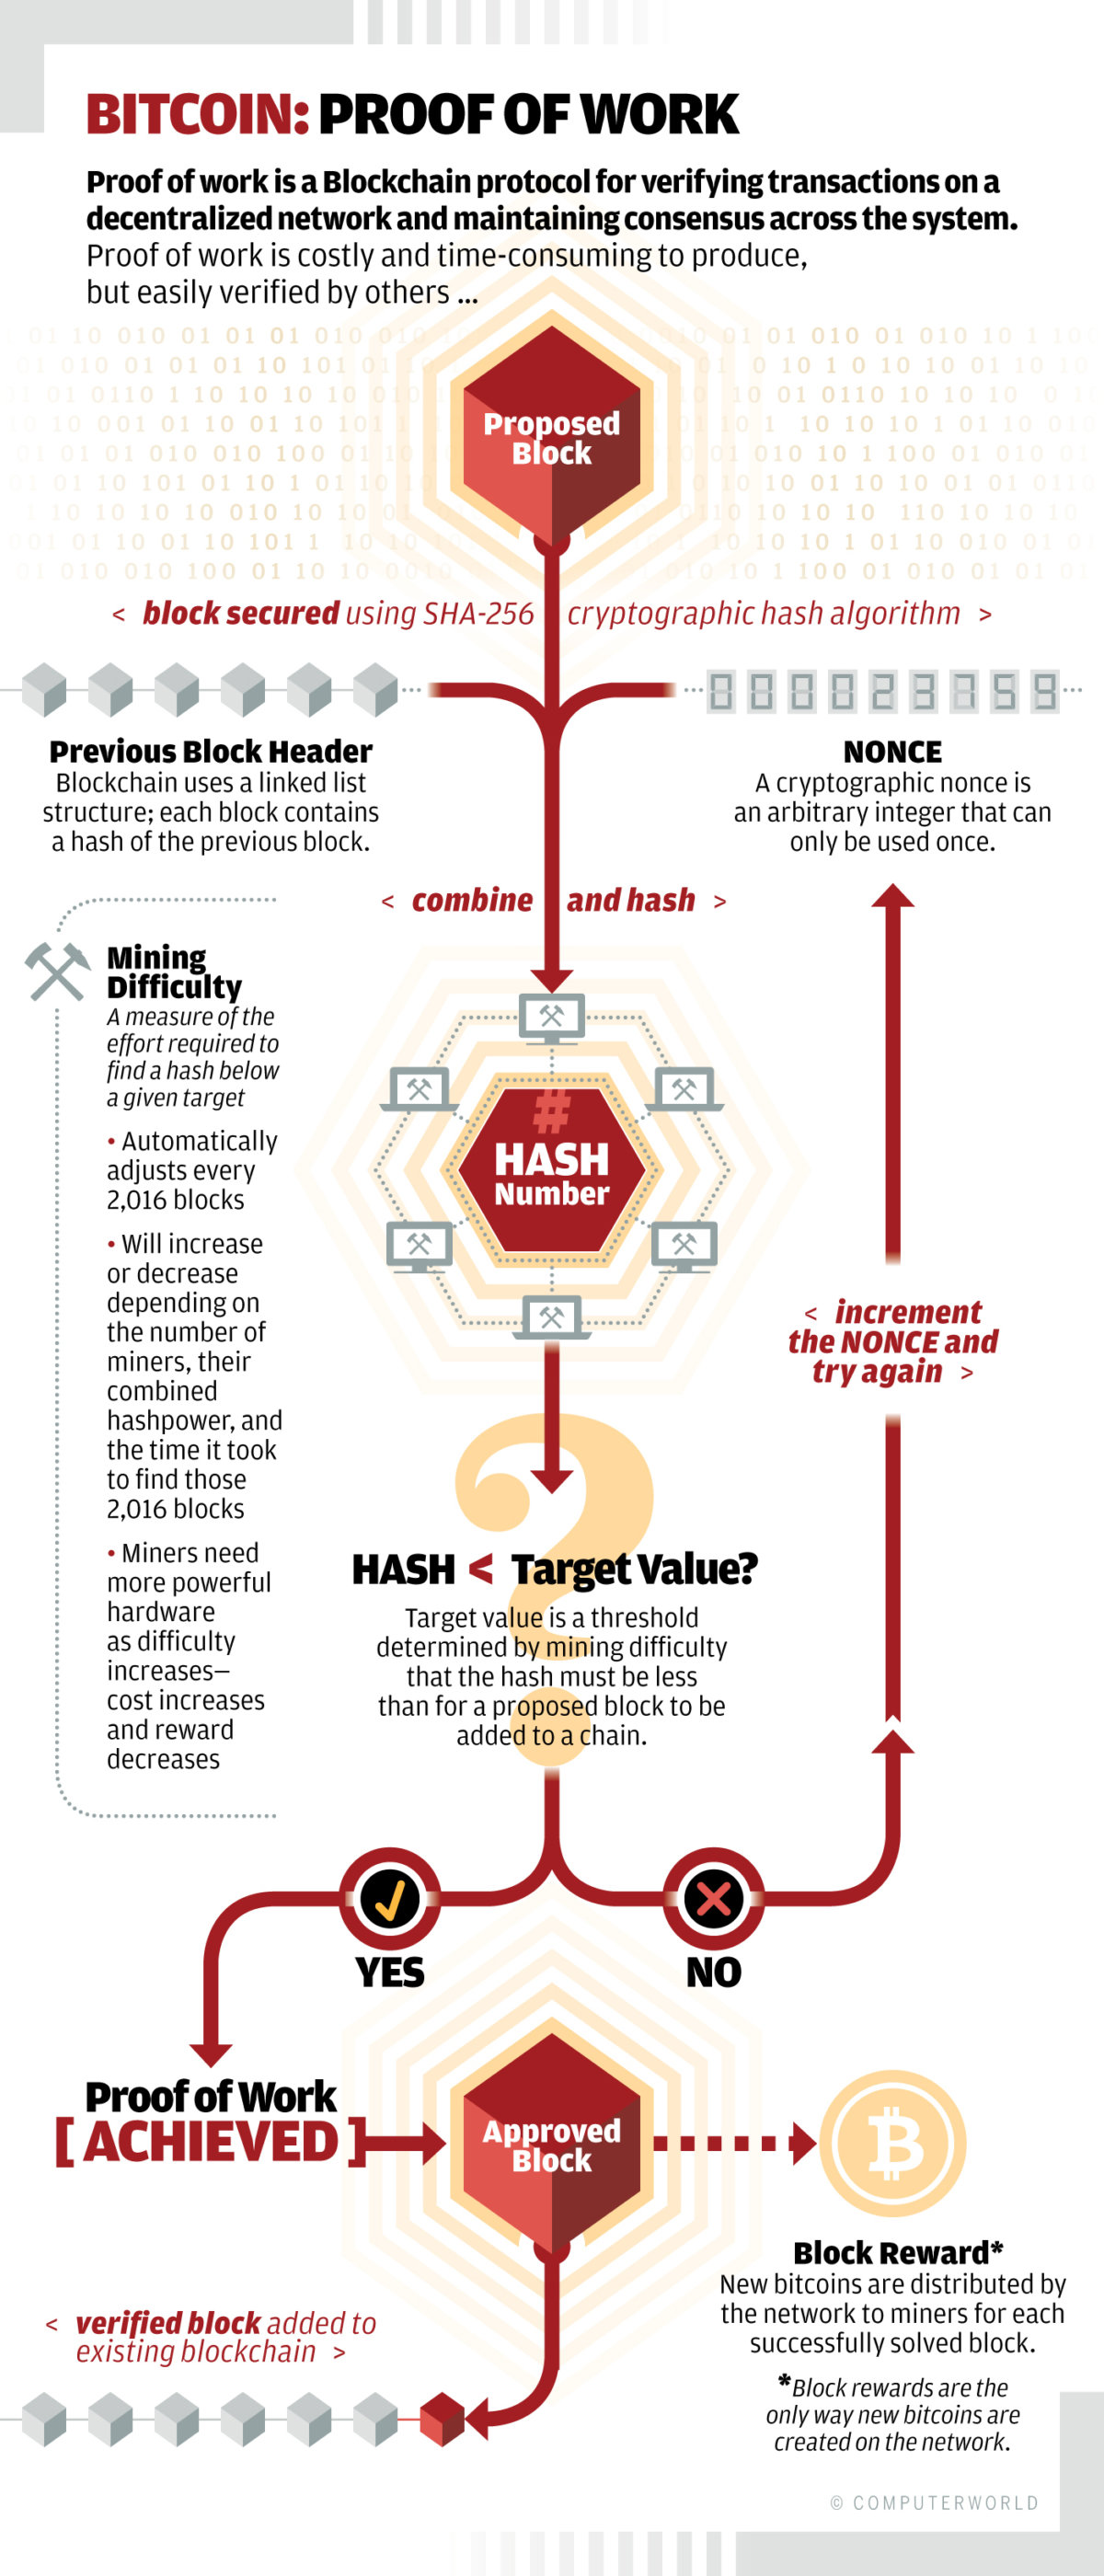 BITCOIN: PROOF OF WORK
Proof of work is a Blockchain protocol for verifying transactions on a
decentralized network and maintaining consensus across the system.
Proof of work is costly and time-consuming to produce,
but easily verified by others ...
Proposed
Block
< block secured using SHA-256 cryptographic hash algorithm >
000023759
Previous Block Header
Blockchain uses a linked list
structure; each block contains
a hash of the previous block.
NONCE
A cryptographic nonce is
an arbitrary integer that can
only be used once.
< combine and hash >
Mining
Difficulty
A measure of the
effort required to
find a hash below
a given target
• Automatically
adjusts every
2,016 blocks
• Will increase
or decrease
depending on
the number of
miners, their
combined
hashpower, and
the time it took
to find those
2,016 blocks
• Miners need
more powerful
hardware
as difficulty
increases—
cost increases
and reward
decreases
#
HASH
Number
< increment
the NONCE and
try again >
?
HASH < Target Value?
Target value is a threshold
determined by mining difficulty
that the hash must be less
than for a proposed block to be
added to a chain.
YES
NO
Proof of Work
[ACHIEVED]
Approved
Block
Block Reward*
New bitcoins are distributed by
the network to miners for each
successfully solved block.
*Block rewards are the
only way new bitcoins are
created on the network.
< verified block added to
existing blockchain >
© COMPUTERWORLD